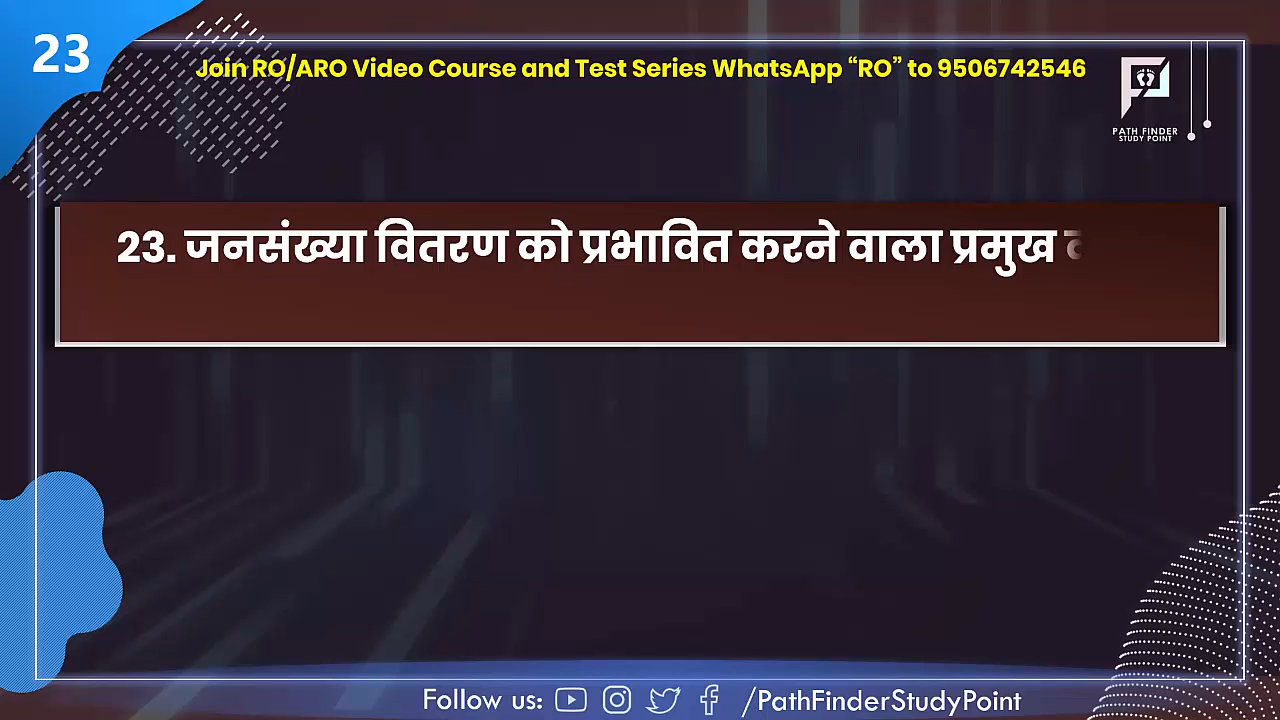 23
Join RO/ARO Video Course and Test Series WhatsApp “RO” to 9506742546
PATH FINDER
STUDY POINT
23. जनसंख्या वितरण को प्रभावित करने वाला प्रमुख
Follow us: /PathFinderStudyPoint